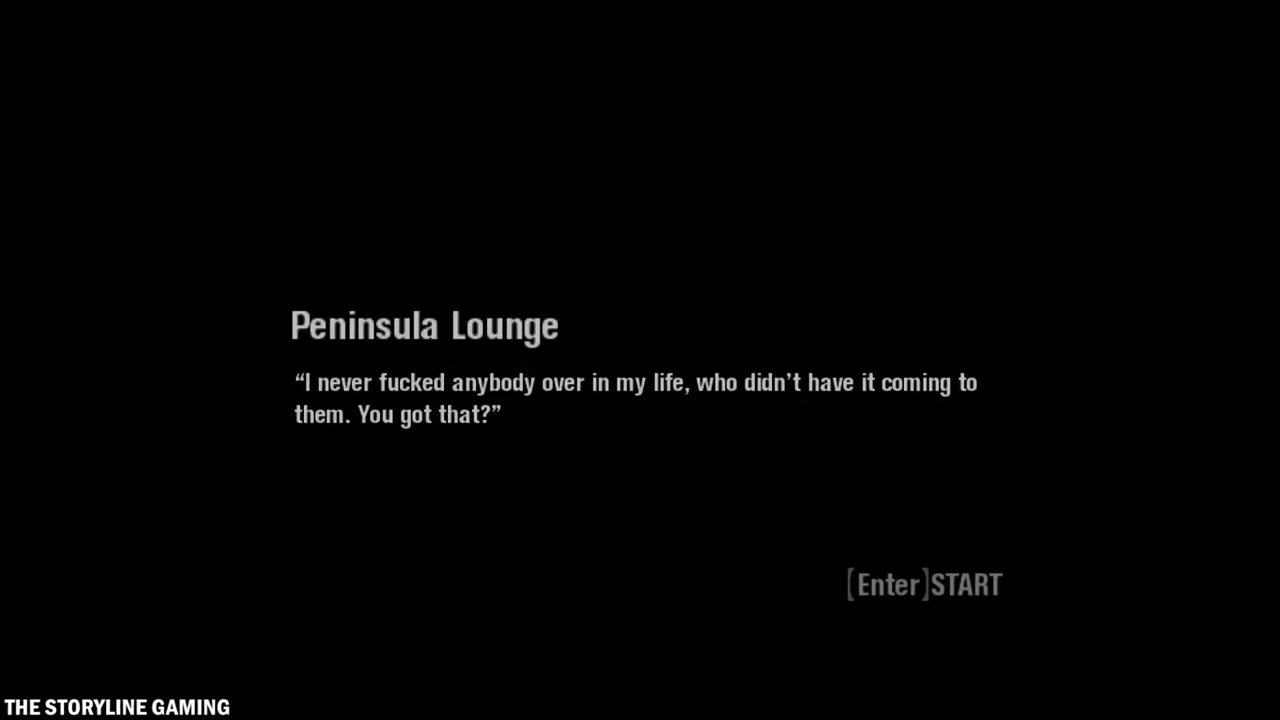 Peninsula Lounge
“I never fucked anybody over in my life, who didn’t have it coming to
them. You got that?”
[Enter]START
THE STORYLINE GAMING